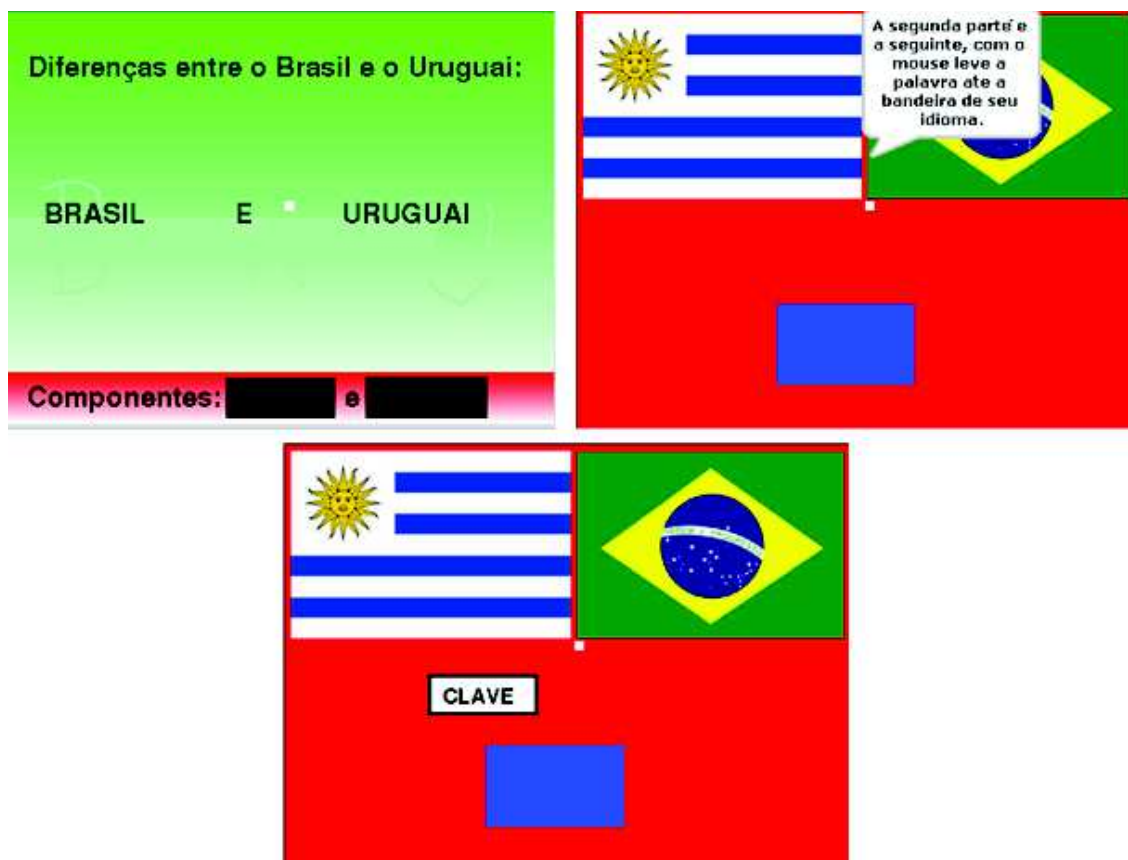 Diferenças entre o Brasil e o Uruguai:
BRASIL E URUGUAI
Componentes: e
A segunda parte é
a seguinte, com o
mouse leve a
palavra ate a
bandeira de seu
idioma.
CLAVE